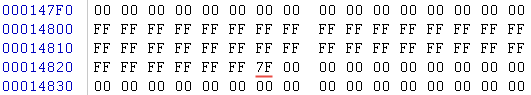 000147F0 00 00 00 00 00 00 00 00 00 00 00 00 00 00 00 00
00014800 FF FF FF FF FF FF FF FF FF FF FF FF FF FF FF FF
00014810 FF FF FF FF FF FF FF FF FF FF FF FF FF FF FF FF
00014820 FF FF FF FF FF FF 7F 00 00 00 00 00 00 00 00 00
00014830 00 00 00 00 00 00 00 00 00 00 00 00 00 00 00 00